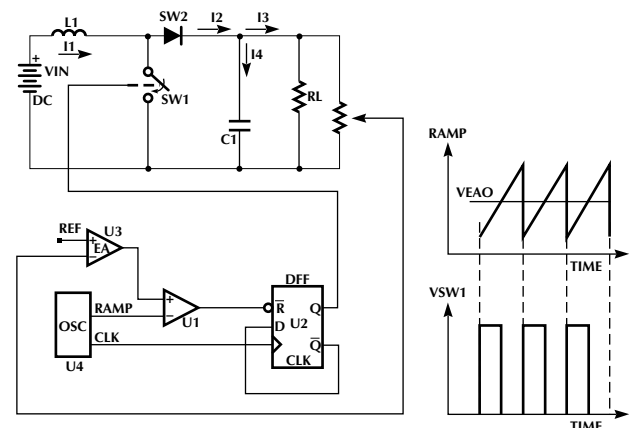 L1
SW2
I2
I3
I1
I4
+
VIN
DC
SW1
RL
C1
REF
U3
+
EA
−
RAMP
OSC
CLK
U4
+
−
U1
DFF
R
Q
D
U2
Q
CLK
RAMP
VEAO
TIME
VSW1
TIME